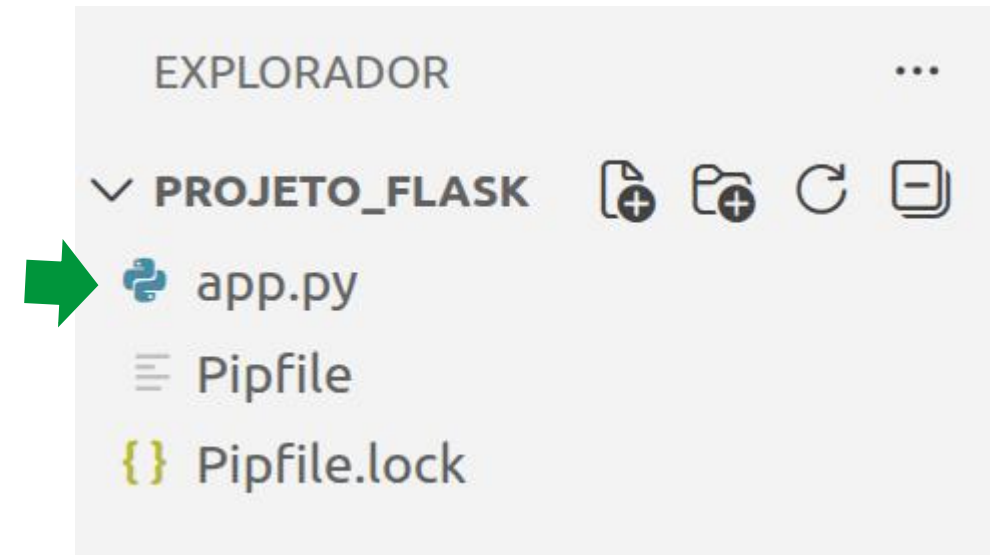 EXPLORADOR
PROJETO_FLASK
app.py
Pipfile
Pipfile.lock